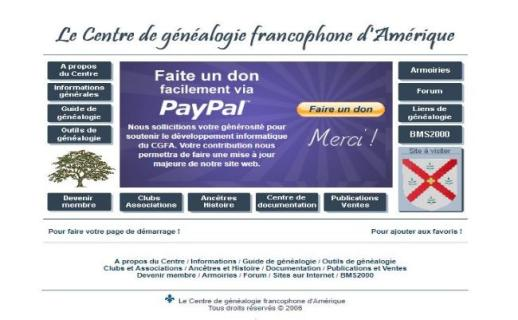 Le Centre de généalogie francophone d'Amérique
A propos
du Centre
Informations
générales
Guide de
généalogie
Outils de
généalogie
Faite un don
facilement via
PayPal
Nous sollicitions votre générosité pour
soutenir le développement informatique
du CGFA. Votre contribution nous
permettra de faire une mise à jour
majeure de notre site web.
Faire un don
Merci !
Armoiries
Forum
Liens de
généalogie
BMS2000
Site à visiter
Devenir
membre
Clubs
Associations
Ancêtres
Histoire
Centre de
documentation
Publications
Ventes
Pour faire votre page de démarrage !
Pour ajouter aux favoris !
A propos du Centre / Informations / Guide de généalogie / Outils de généalogie
Clubs et Associations / Ancêtres et Histoire / Documentation / Publications et Ventes
Devenir membre / Armoiries / Forum / Sites sur Internet / BMS2000
Le Centre de généalogie francophone d'Amérique
Tous droits réservés © 2006